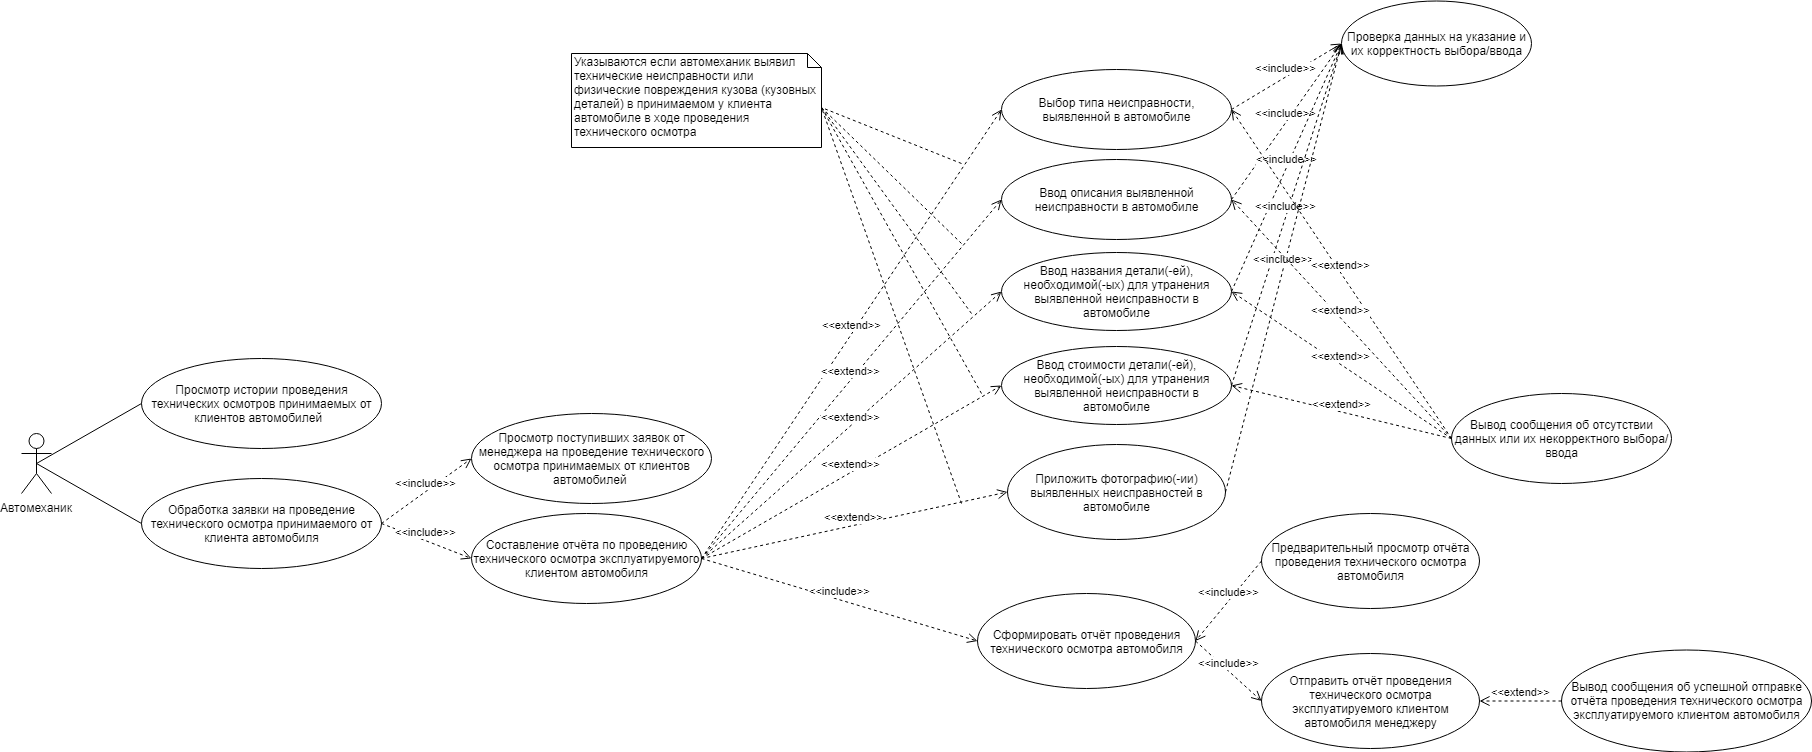 Проверка данных на указание и
их корректность выбора/ввода
Указываются если автомеханик выявил
технические неисправности или
физические повреждения кузова (кузовных
деталей) в принимаемом у клиента
автомобиле в ходе проведения
технического осмотра
<<include>>
Выбор типа неисправности,
выявленной в автомобиле
<<include>>
<<include>>
Ввод описания выявленной
неисправности в автомобиле
<<include>>
<<include>>
<<extend>>
Ввод названия детали(-ей),
необходимой(-ых) для утранения
выявленной неисправности в
автомобиле
<<extend>>
<<extend>>
<<extend>>
Ввод стоимости детали(-ей),
необходимой(-ых) для утранения
выявленной неисправности в
автомобиле
<<extend>>
<<extend>>
<<extend>>
<<extend>>
Просмотр истории проведения
технических осмотров принимаемых от
клиентов автомобилей
Вывод сообщения об отсутствии
данных или их некорректного выбора/
ввода
Просмотр поступивших заявок от
менеджера на проведение технического
осмотра принимаемых от клиентов
автомобилей
<<include>>
Приложить фотографию(-ии)
выявленных неисправностей в
автомобиле
<<extend>>
Автомеханик
Обработка заявки на проведение
технического осмотра принимаемого от
клиента автомобиля
<<include>>
Составление отчёта по проведению
технического осмотра эксплуатируемого
клиентом автомобиля
Предварительный просмотр отчёта
проведения технического осмотра
автомобиля
<<include>>
<<include>>
Сформировать отчёт проведения
технического осмотра автомобиля
<<include>>
Отправить отчёт проведения
технического осмотра
эксплуатируемого клиентом
автомобиля менеджеру
<<extend>>
Вывод сообщения об успешной отправке
отчёта проведения технического осмотра
эксплуатируемого клиентом автомобиля